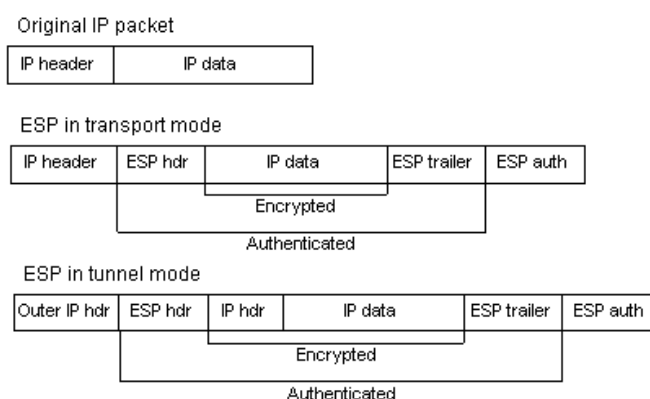 Original IP packet
IP header IP data
ESP in transport mode
IP header ESP hdr IP data ESP trailer ESP auth
Encrypted
Authenticated
ESP in tunnel mode
Outer IP hdr ESP hdr IP hdr IP data ESP trailer ESP auth
Encrypted
Authenticated